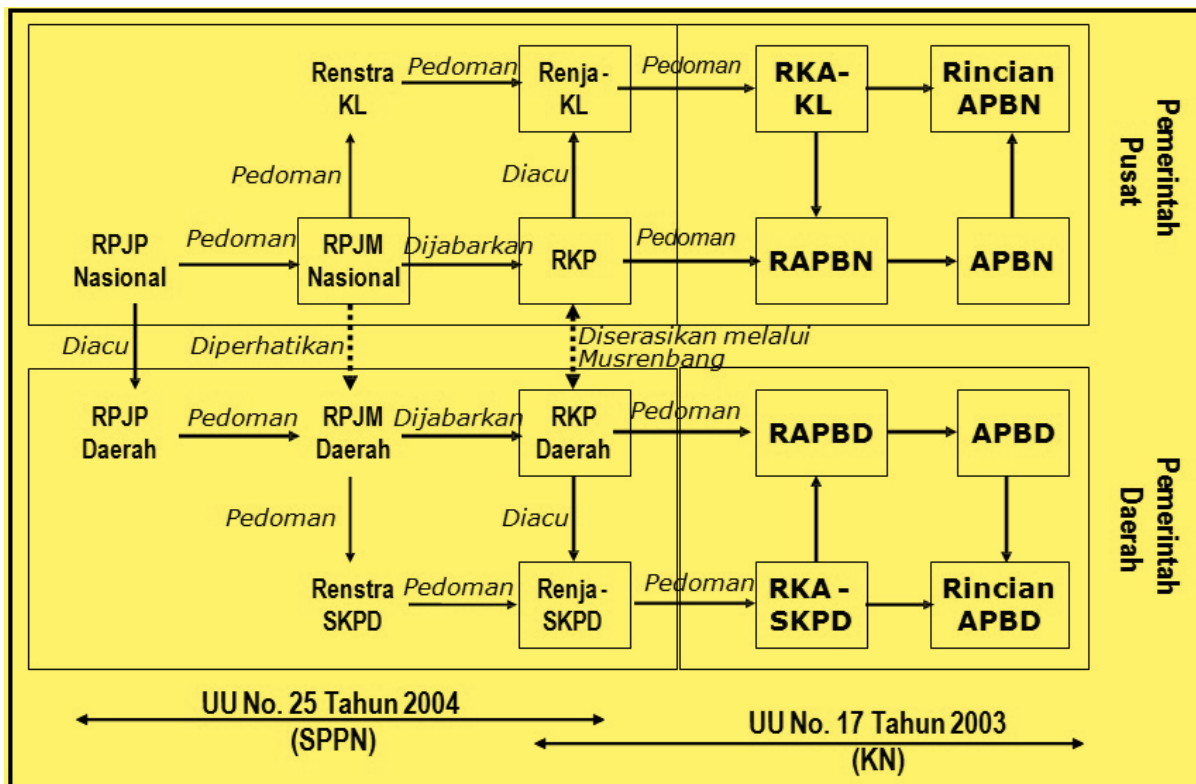 Renstra
KL
Pedoman
Renja-
KL
Pedoman
RKA-
KL
Rincian
APBN
Pedoman
Diacu
RPJP
Nasional
Pedoman
RPJM
Nasional
Dijabarkan
RKP
Pedoman
RAPBN
APBN
Pemerintah
Pusat
Diacu
Diperhatikan
Diserasikan melalui
Musrenbang
RPJP
Daerah
Pedoman
RPJM
Daerah
Dijabarkan
RKP
Daerah
Pedoman
RAPBD
APBD
Pedoman
Diacu
Renstra
SKPD
Pedoman
Renja-
SKPD
Pedoman
RKA -
SKPD
Rincian
APBD
Pemerintah
Daerah
UU No. 25 Tahun 2004
(SPPN)
UU No. 17 Tahun 2003
(KN)